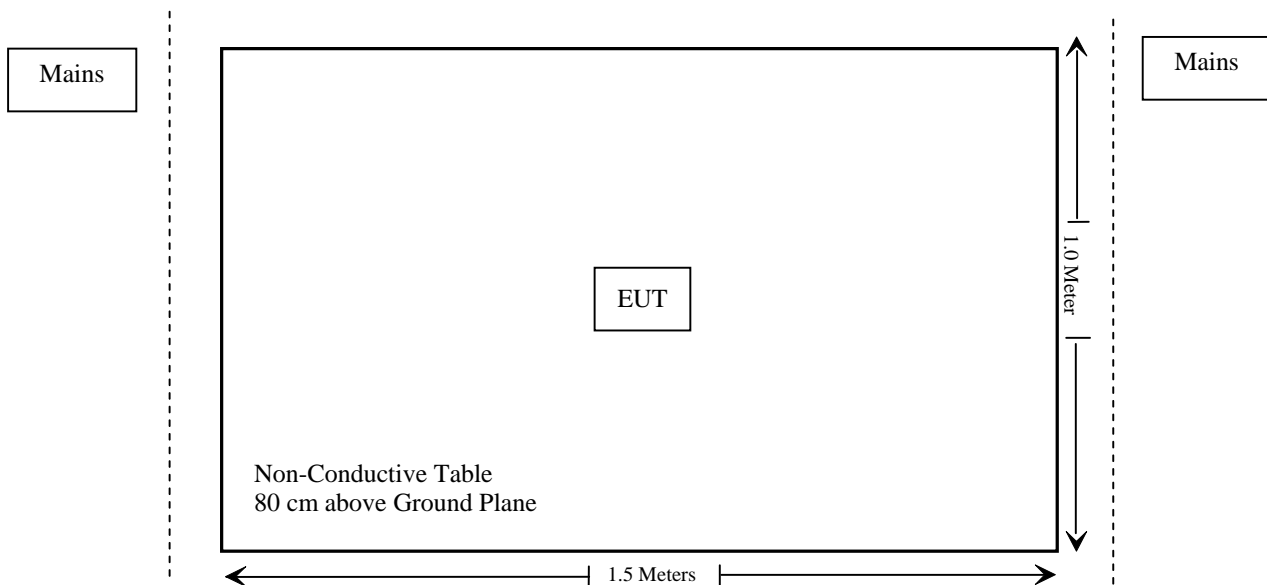 Mains
Mains
1.0 Meter
EUT
Non-Conductive Table
80 cm above Ground Plane
1.5 Meters